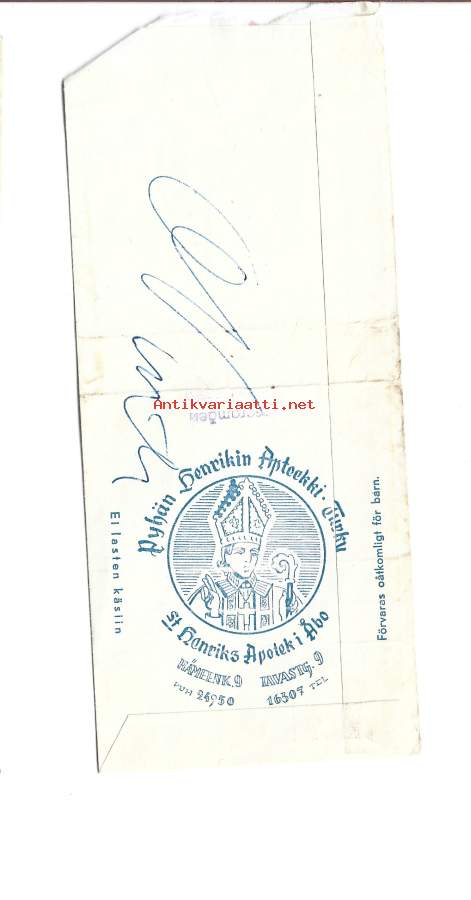 Antikvariaatti.net
Pyhän Henrikin Apteekki · Turku
St Henriks Apotek i Åbo
HÄMEENK. 9 TAVASTG. 9
PUH 24950 16307 TEL
Ei lasten käsiin
Förvaras oåtkomligt för barn.